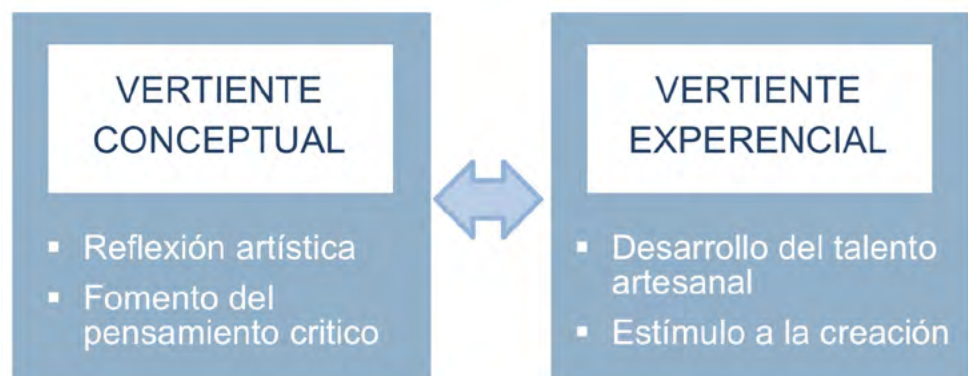 VERTIENTE
CONCEPTUAL
▪ Reflexión artística
▪ Fomento del
pensamiento critico
VERTIENTE
EXPERENCIAL
▪ Desarrollo del talento
artesanal
▪ Estímulo a la creación